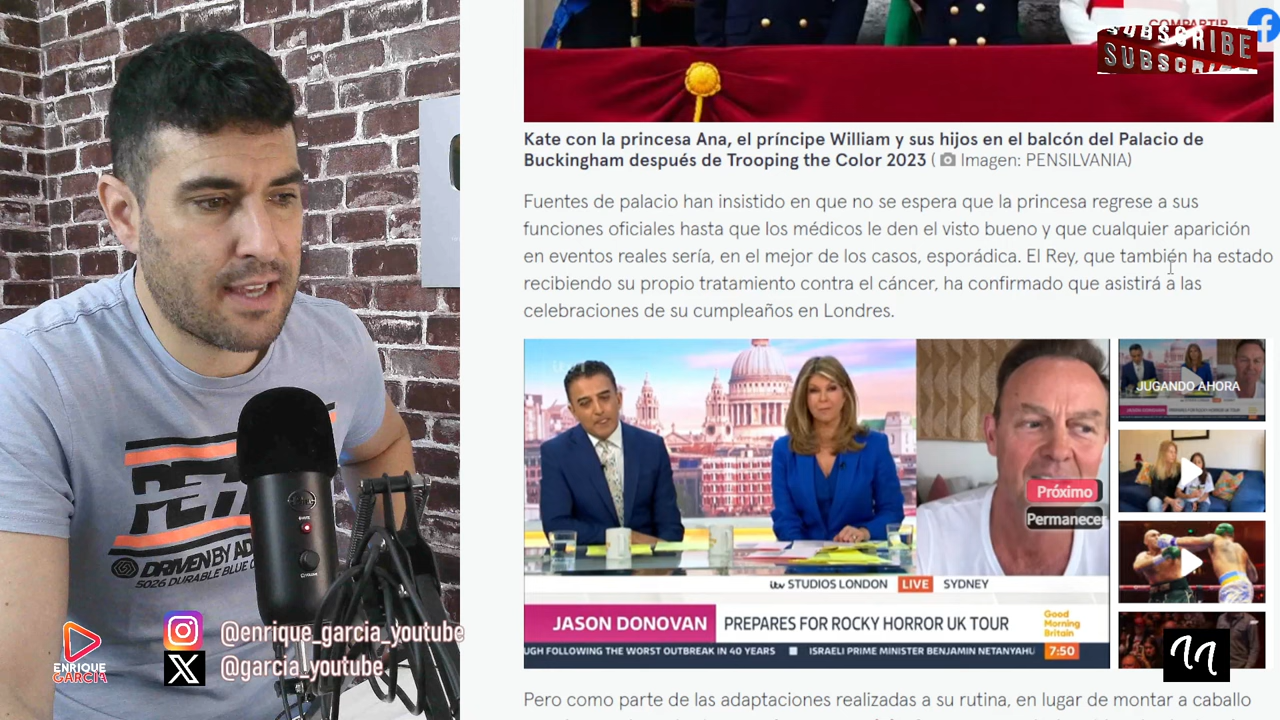 COMPARTIR
SUBSCRIBE
SUBSCRIBE
Kate con la princesa Ana, el príncipe William y sus hijos en el balcón del Palacio de
Buckingham después de Trooping the Color 2023 ( Imagen: PENSILVANIA)
Fuentes de palacio han insistido en que no se espera que la princesa regrese a sus
funciones oficiales hasta que los médicos le den el visto bueno y que cualquier aparición
en eventos reales sería, en el mejor de los casos, esporádica. El Rey, que también ha estado
recibiendo su propio tratamiento contra el cáncer, ha confirmado que asistirá a las
celebraciones de su cumpleaños en Londres.
JUGANDO AHORA
Próximo
Permanecer
itv STUDIOS LONDON LIVE SYDNEY
JASON DONOVAN PREPARES FOR ROCKY HORROR UK TOUR
Good
Morning
Britain
UGH FOLLOWING THE WORST OUTBREAK IN 40 YEARS ISRAELI PRIME MINISTER BENJAMIN NETANYAHU 7:50
Pero como parte de las adaptaciones realizadas a su rutina, en lugar de montar a caballo
DRIVEN BY AD
5026 DURABLE BLUE
ENRIQUE
GARCIA
@enrique_garcia_youtube
@garcia_youtube